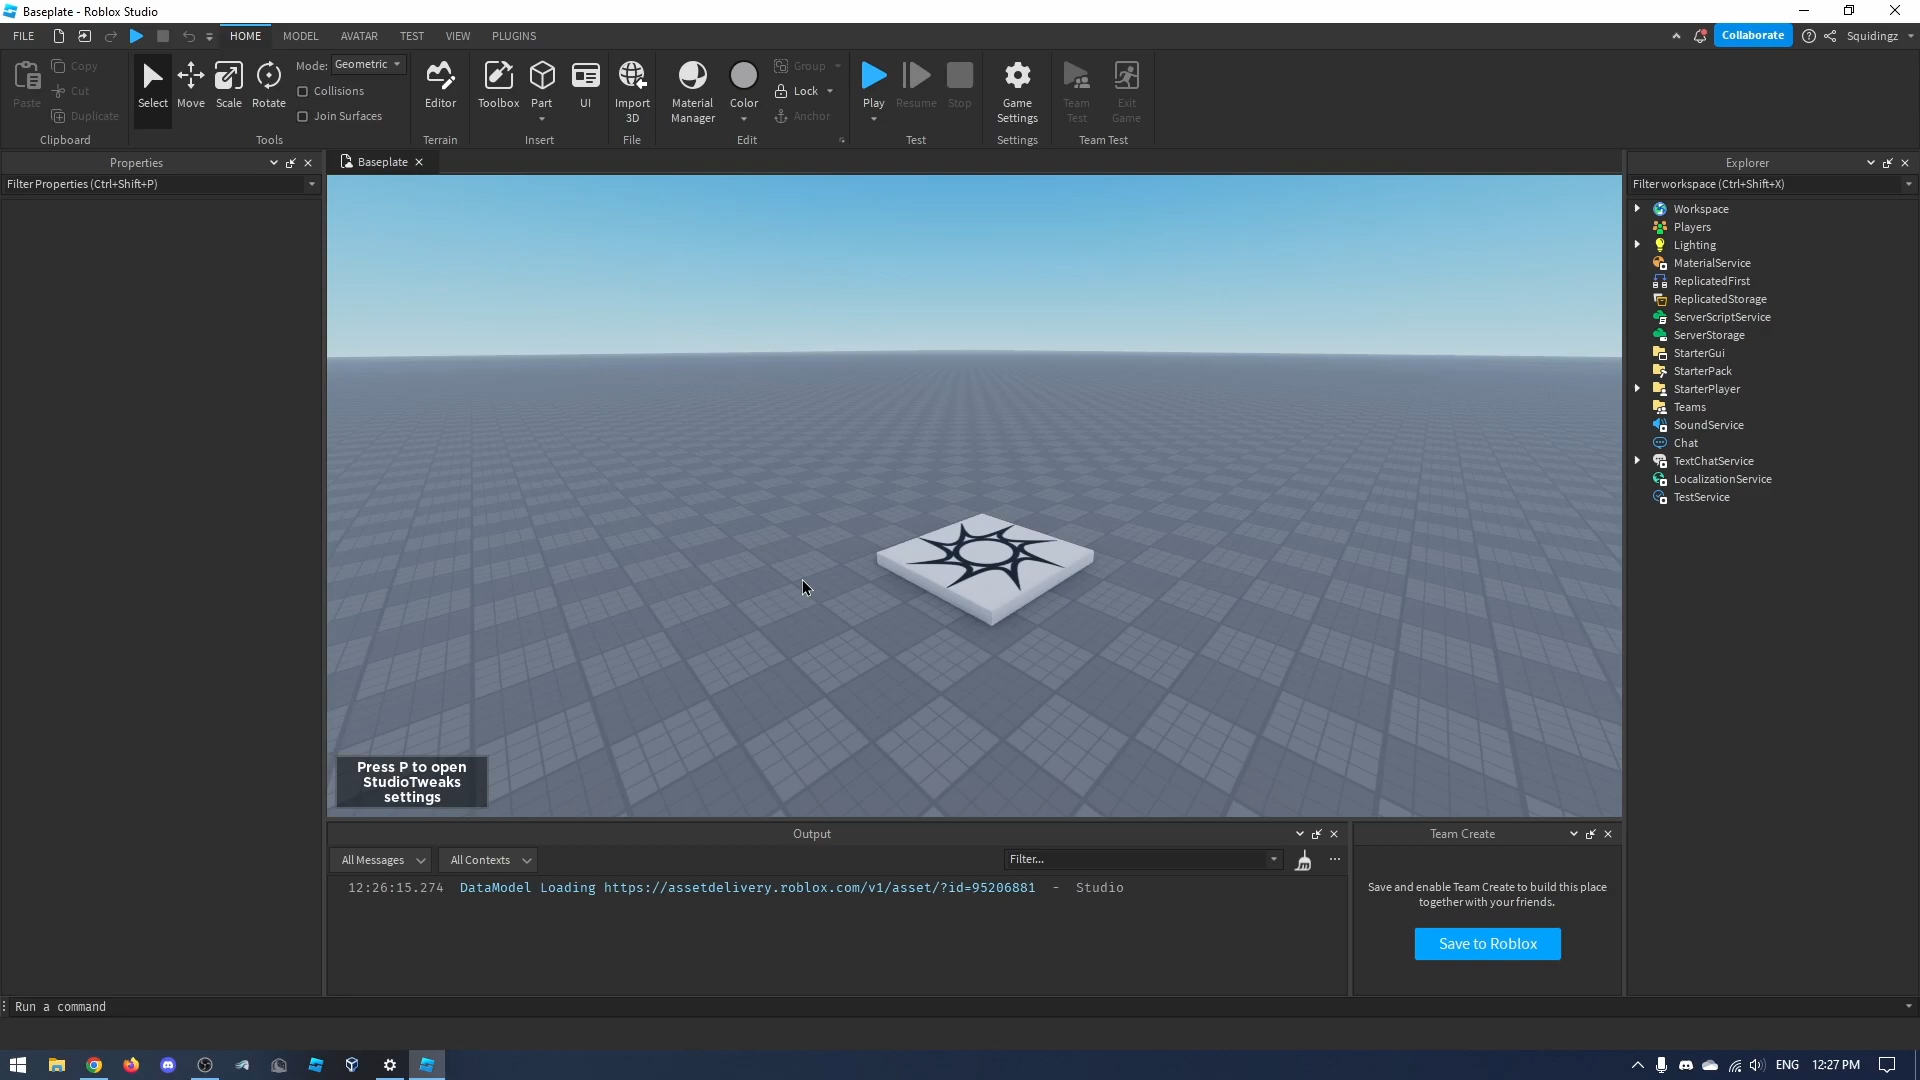 Baseplate - Roblox Studio
FILE HOME MODEL AVATAR TEST VIEW PLUGINS Collaborate Squidingz
Paste
Copy
Cut
Duplicate
Clipboard
Select Move Scale Rotate
Mode: Geometric
Collisions
Join Surfaces
Tools
Editor
Terrain
Toolbox Part UI
Insert
Import
3D
File
Material
Manager
Color
Group
Lock
Anchor
Edit
Play Resume Stop
Test
Game
Settings
Settings
Team
Test
Exit
Game
Team Test
Properties
Filter Properties (Ctrl+Shift+P)
Baseplate
Press P to open
StudioTweaks
settings
Explorer
Filter workspace (Ctrl+Shift+X)
Workspace
Players
Lighting
MaterialService
ReplicatedFirst
ReplicatedStorage
ServerScriptService
ServerStorage
StarterGui
StarterPack
StarterPlayer
Teams
SoundService
Chat
TextChatService
LocalizationService
TestService
Output
All Messages All Contexts Filter...
12:26:15.274 DataModel Loading https://assetdelivery.roblox.com/v1/asset/?id=95206881 - Studio
Team Create
Save and enable Team Create to build this place
together with your friends.
Save to Roblox
Run a command
ENG 12:27 PM